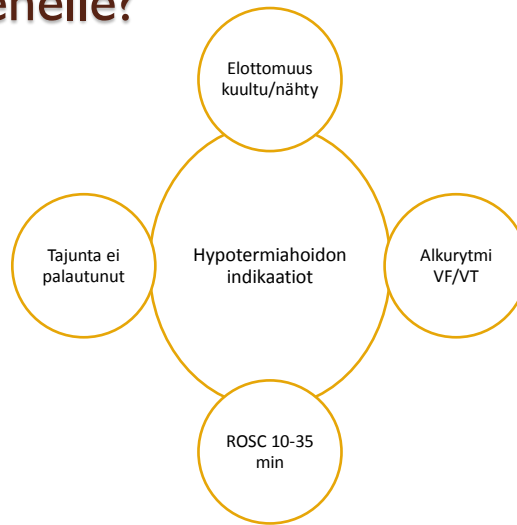 enelle?
Elottomuus
kuultu/nähty
Tajunta ei
palautunut
Hypotermiahoidon
indikaatiot
Alkurytmi
VF/VT
ROSC 10-35
min